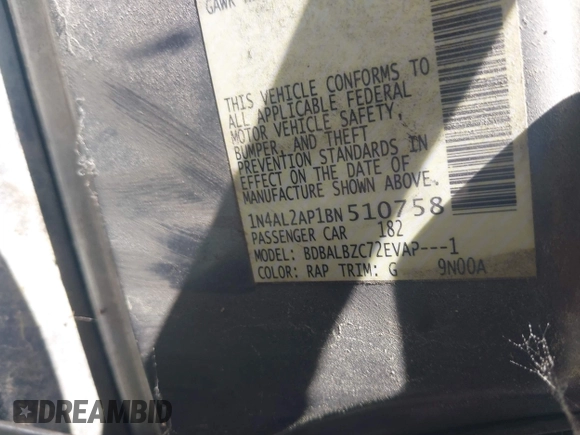 GAWR
THIS VEHICLE CONFORMS TO
ALL APPLICABLE FEDERAL
MOTOR VEHICLE SAFETY,
BUMPER, AND THEFT
PREVENTION STANDARDS IN
EFFECT ON THE DATE OF
MANUFACTURE SHOWN ABOVE.
1N4AL2AP1BN510758
PASSENGER CAR 182
MODEL: BDBALBZC72EVAP---1
COLOR: RAP TRIM: G 9N00A
DREAMBID